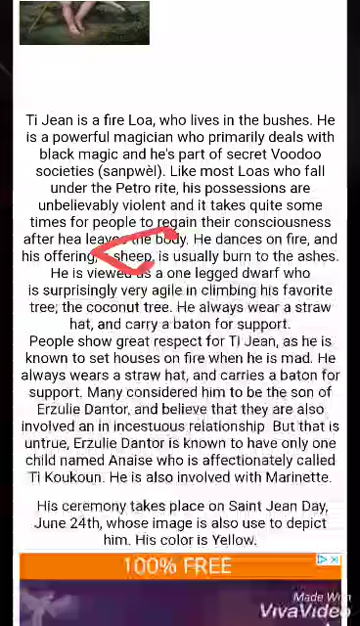 Ti Jean is a fire Loa, who lives in the bushes. He
is a powerful magician who primarily deals with
black magic and he's part of secret Voodoo
societies (sanpwèl). Like most Loas who fall
under the Petro rite, his possessions are
unbelievably violent and it takes quite some
times for people to regain their consciousness
after hea leaves the body. He dances on fire, and
his offering, sheep, is usually burn to the ashes.
He is viewed as a one legged dwarf who
is surprisingly very agile in climbing his favorite
tree; the coconut tree. He always wear a straw
hat, and carry a baton for support.
People show great respect for Ti Jean, as he is
known to set houses on fire when he is mad. He
always wears a straw hat, and carries a baton for
support. Many considered him to be the son of
Erzulie Dantor, and believe that they are also
involved an in incestuous relationship. But that is
untrue, Erzulie Dantor is known to have only one
child named Anaise who is affectionately called
Ti Koukoun. He is also involved with Marinette.
His ceremony takes place on Saint Jean Day,
June 24th, whose image is also use to depict
him. His color is Yellow.
100% FREE
Made With
VivaVideo